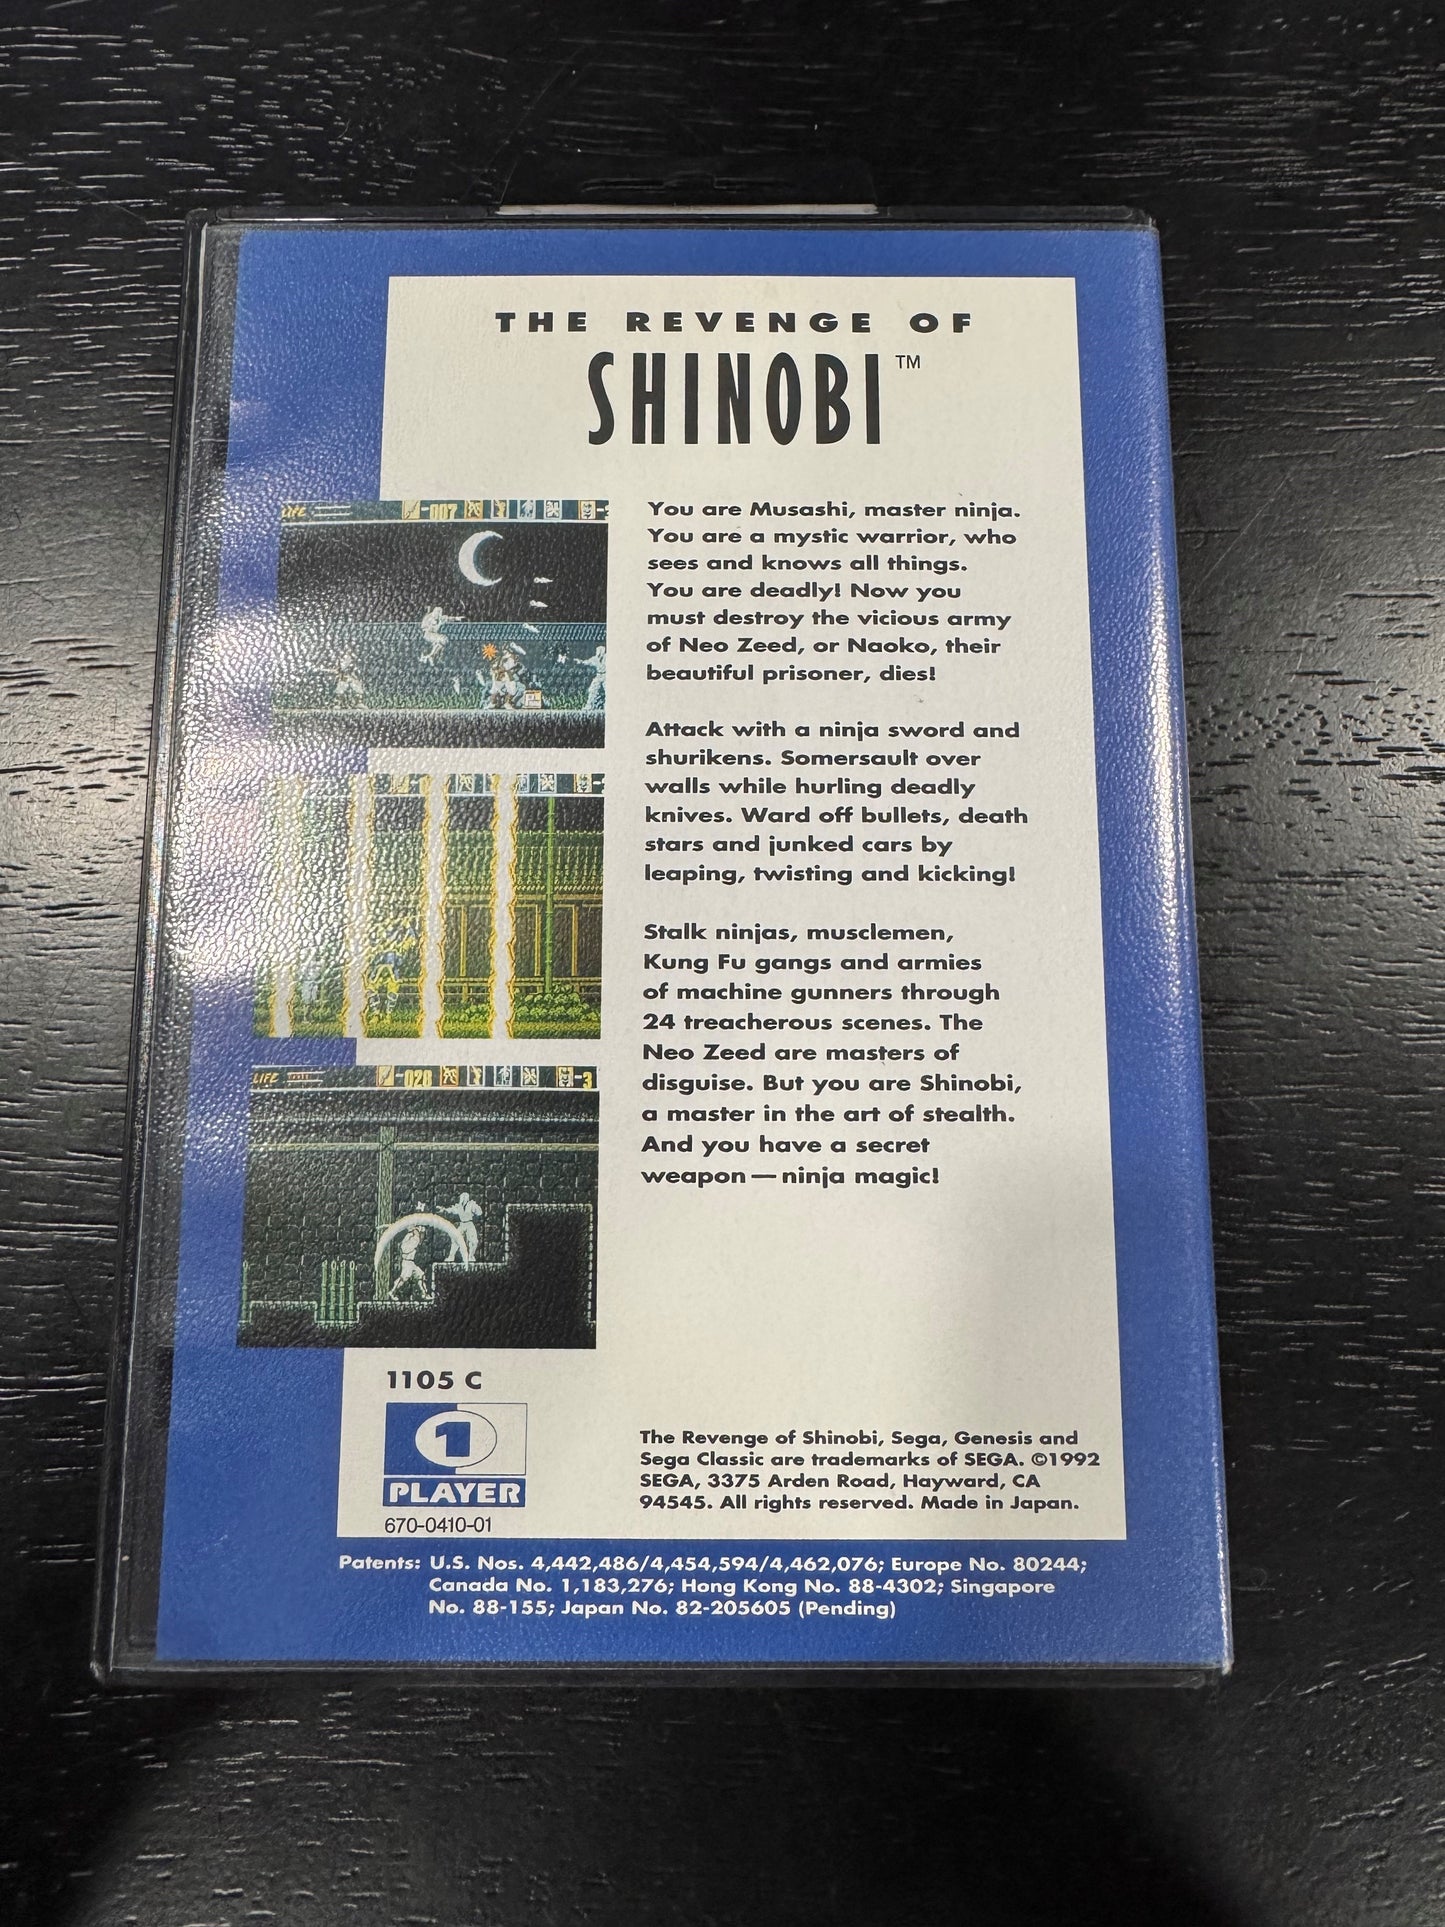 THE REVENGE OF
SHINOBI™
LIFE -007
You are Musashi, master ninja.
You are a mystic warrior, who
sees and knows all things.
You are deadly! Now you
must destroy the vicious army
of Neo Zeed, or Naoko, their
beautiful prisoner, dies!
Attack with a ninja sword and
shurikens. Somersault over
walls while hurling deadly
knives. Ward off bullets, death
stars and junked cars by
leaping, twisting and kicking!
Stalk ninjas, musclemen,
Kung Fu gangs and armies
of machine gunners through
24 treacherous scenes. The
Neo Zeed are masters of
disguise. But you are Shinobi,
a master in the art of stealth.
And you have a secret
weapon — ninja magic!
LIFE -028 -3
1105 C
1
PLAYER
670-0410-01
The Revenge of Shinobi, Sega, Genesis and
Sega Classic are trademarks of SEGA. ©1992
SEGA, 3375 Arden Road, Hayward, CA
94545. All rights reserved. Made in Japan.
Patents: U.S. Nos. 4,442,486/4,454,594/4,462,076; Europe No. 80244;
Canada No. 1,183,276; Hong Kong No. 88-4302; Singapore
No. 88-155; Japan No. 82-205605 (Pending)